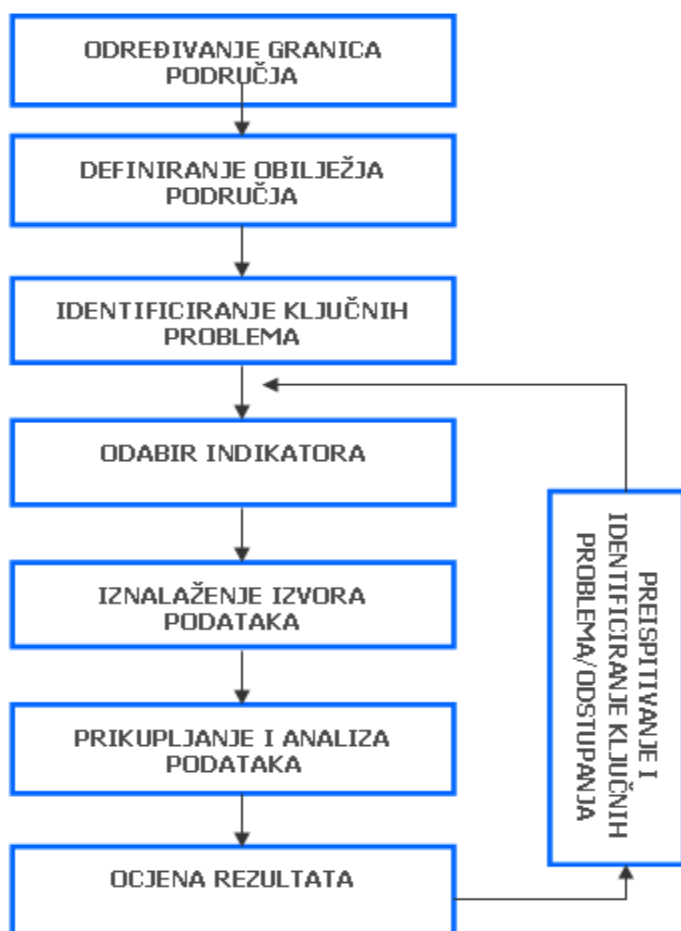 ODREĐIVANJE GRANICA
PODRUČJA
DEFINIRANJE OBILJEŽJA
PODRUČJA
IDENTIFICIRANJE KLJUČNIH
PROBLEMA
ODABIR INDIKATORA
IZNALAŽENJE IZVORA
PODATAKA
PRIKUPLJANJE I ANALIZA
PODATAKA
OCJENA REZULTATA
PREISPITIVANJE I
IDENTIFICIRANJE KLJUČNIH
PROBLEMA/ODSTUPANJA